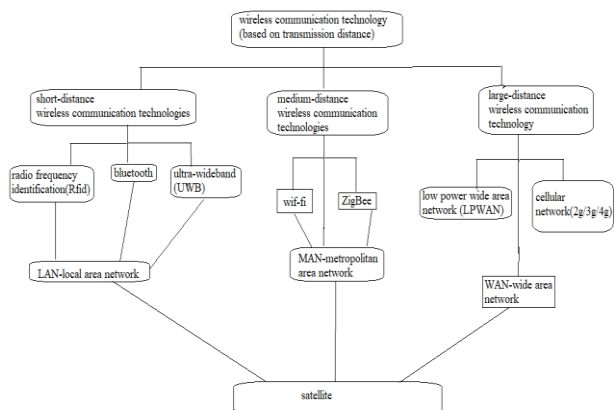 wireless communication technology
(based on transmission distance)
short-distance
wireless communication technologies
medium-distance
wireless communication
technologies
large-distance
wireless communication
technology
radio frequency
identification(Rfid)
bluetooth
ultra-wideband
(UWB)
wif-fi
ZigBee
low power wide area
network (LPWAN)
cellular
network(2g/3g/4g)
LAN-local area network
MAN-metropolitan
area network
WAN-wide area
network
satellite